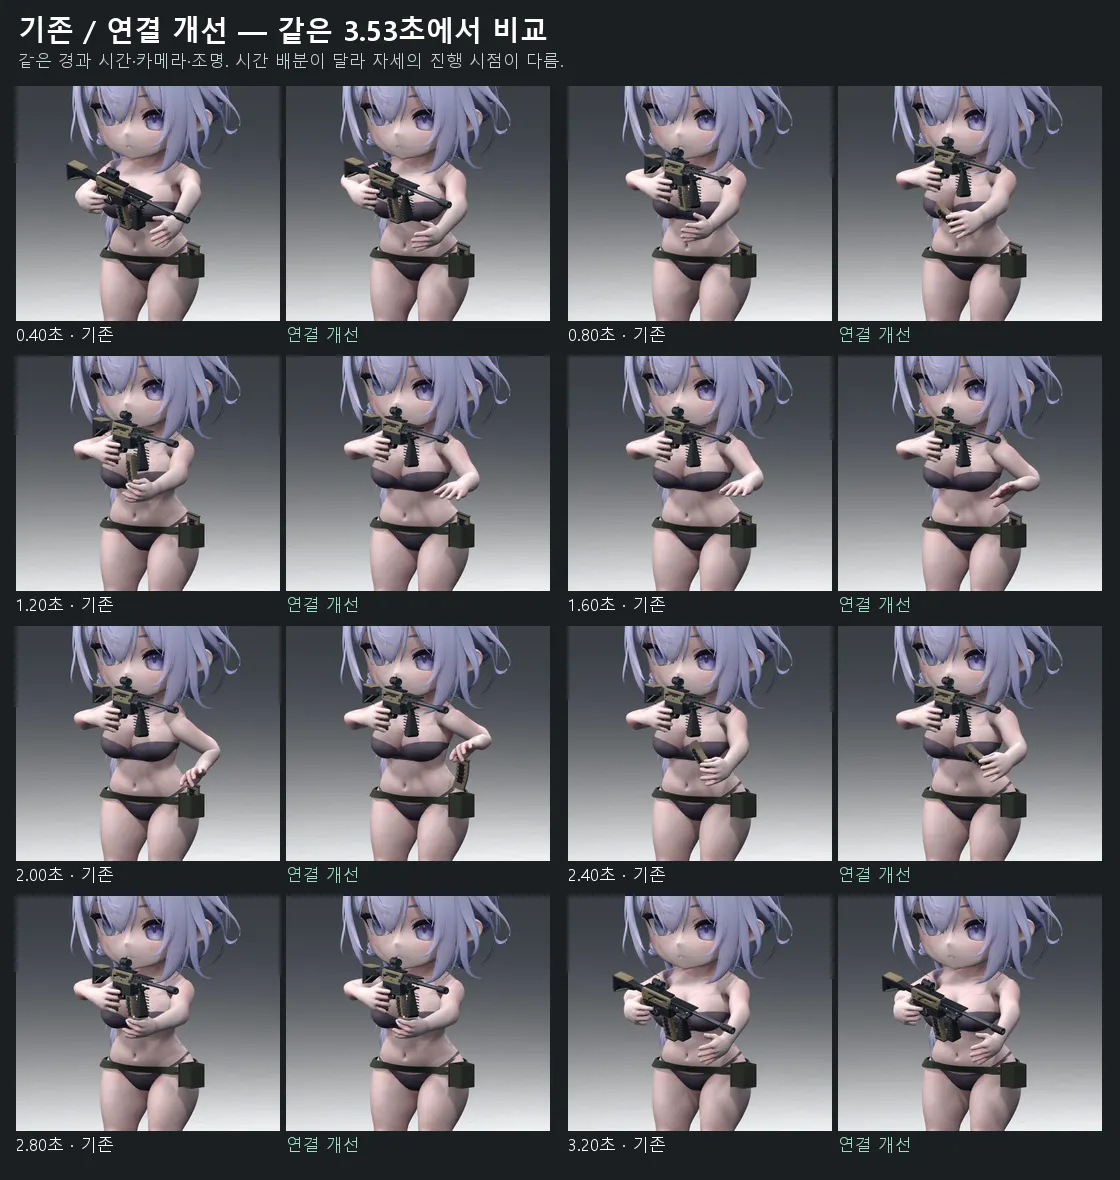 기존 / 연결 개선 — 같은 3.53초에서 비교
같은 경과 시간·카메라·조명. 시간 배분이 달라 자세의 진행 시점이 다름.
0.40초 · 기존
연결 개선
0.80초 · 기존
연결 개선
1.20초 · 기존
연결 개선
1.60초 · 기존
연결 개선
2.00초 · 기존
연결 개선
2.40초 · 기존
연결 개선
2.80초 · 기존
연결 개선
3.20초 · 기존
연결 개선